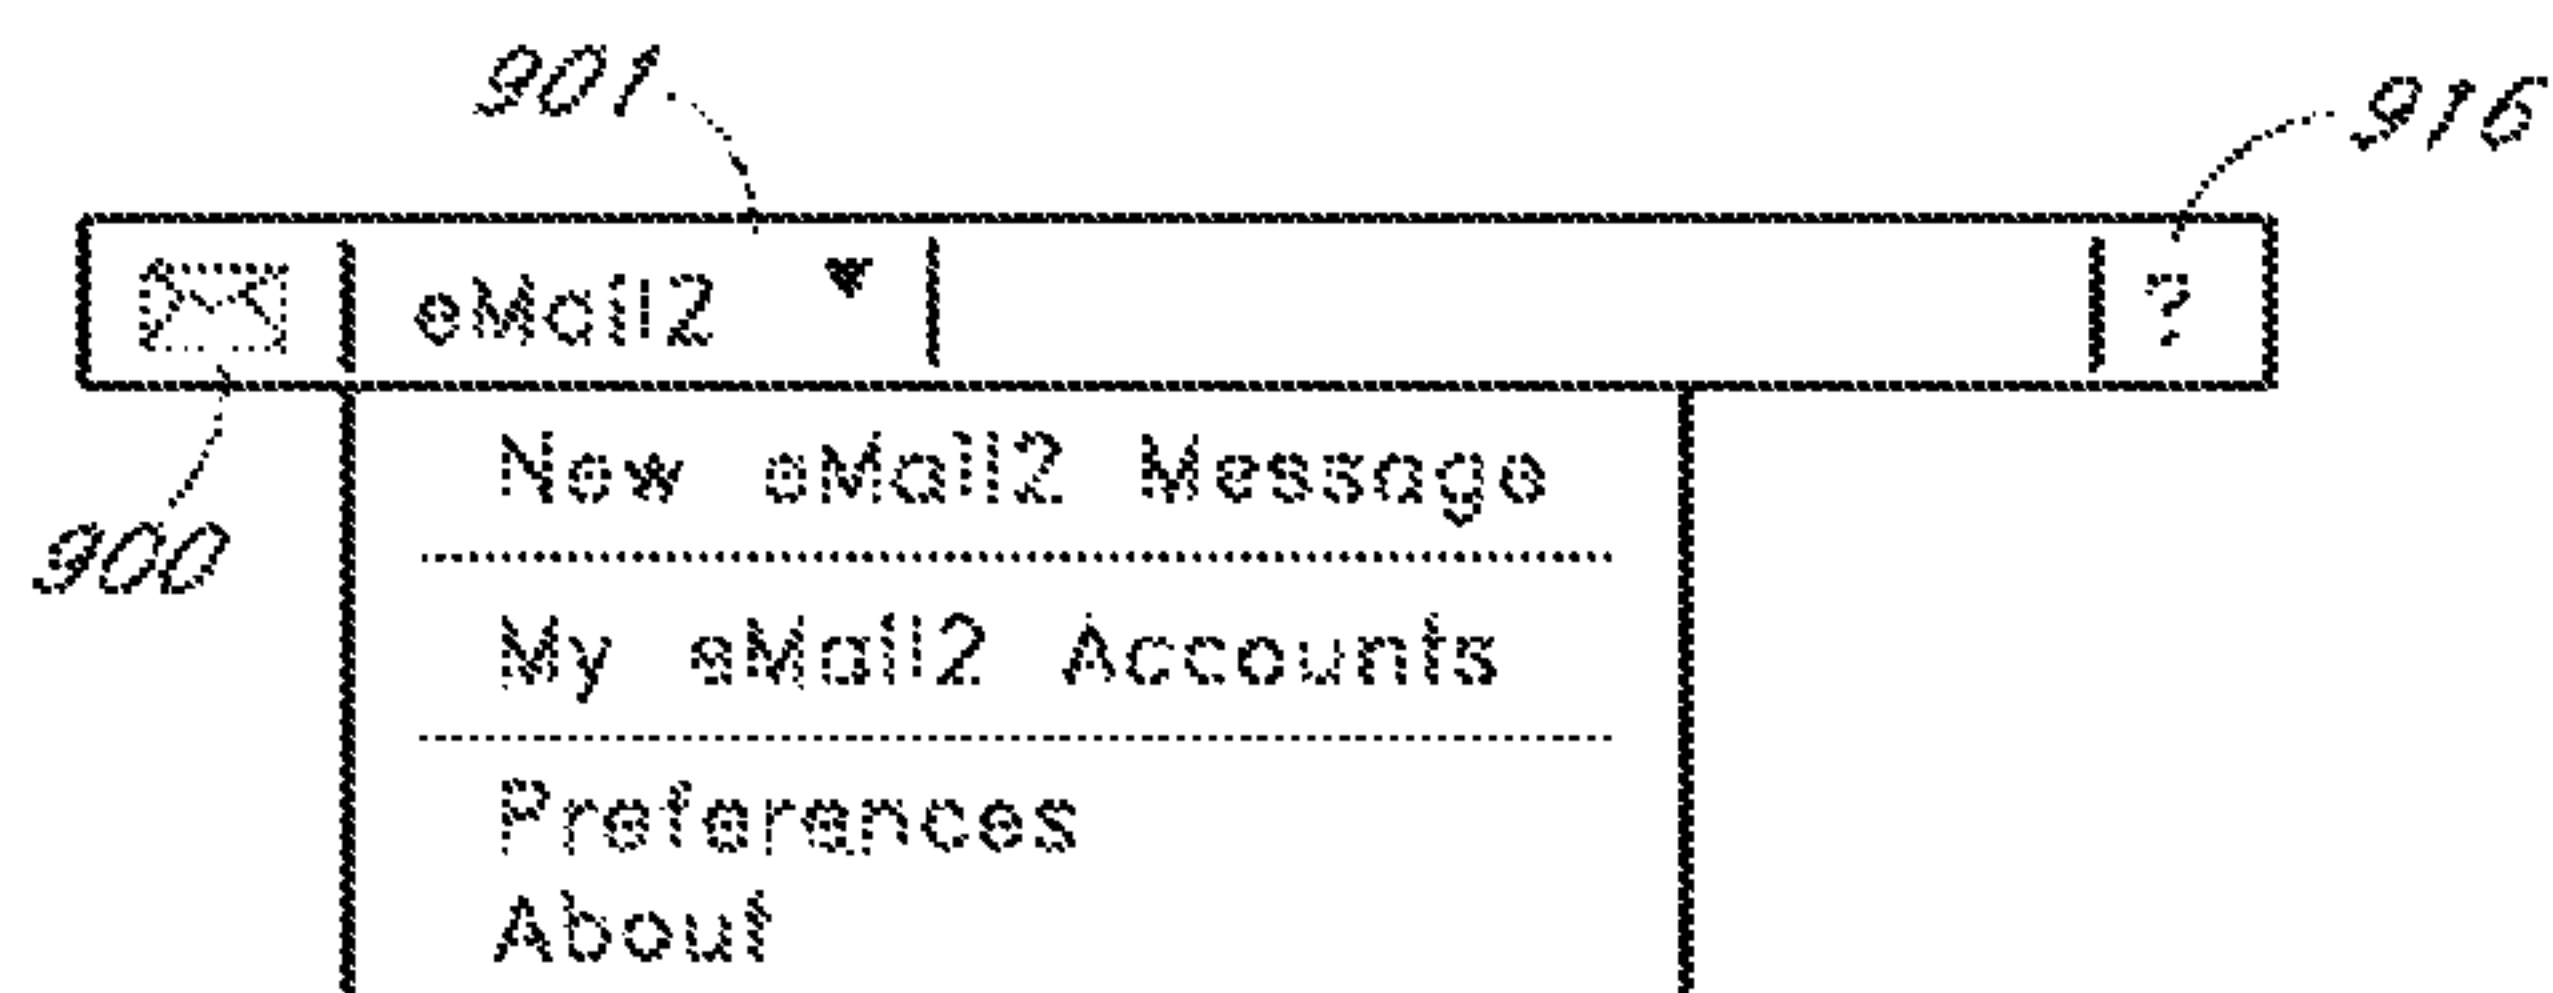 901
916
eMail2 ?
New eMail2 Message
900
My eMail2 Accounts
Preferences
About